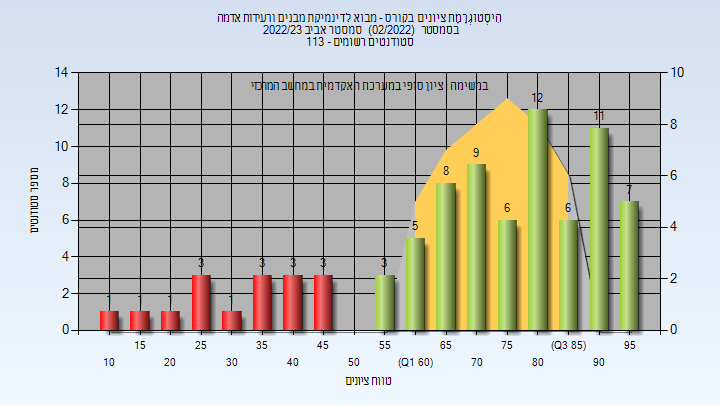 היסטוגרמת ציונים בקורס - מבוא לדינמיקת מבנים ורעידות אדמה
בסמסטר (02/2022) סמסטר אביב 2022/23
סטודנטים רשומים - 113
במשימה ציון סופי במערכת האקדמית במחשב המרכזי
מספר סטודנטים
14 12 10 8 6 4 2 0
10 8 6 4 2 0
1 1 1 3 1 3 3 3 3 5 8 9 6 12 6 11 7
15 25 35 45 55 65 75 (Q3 85) 95
10 20 30 40 50 (Q1 60) 70 80 90
טווח ציונים